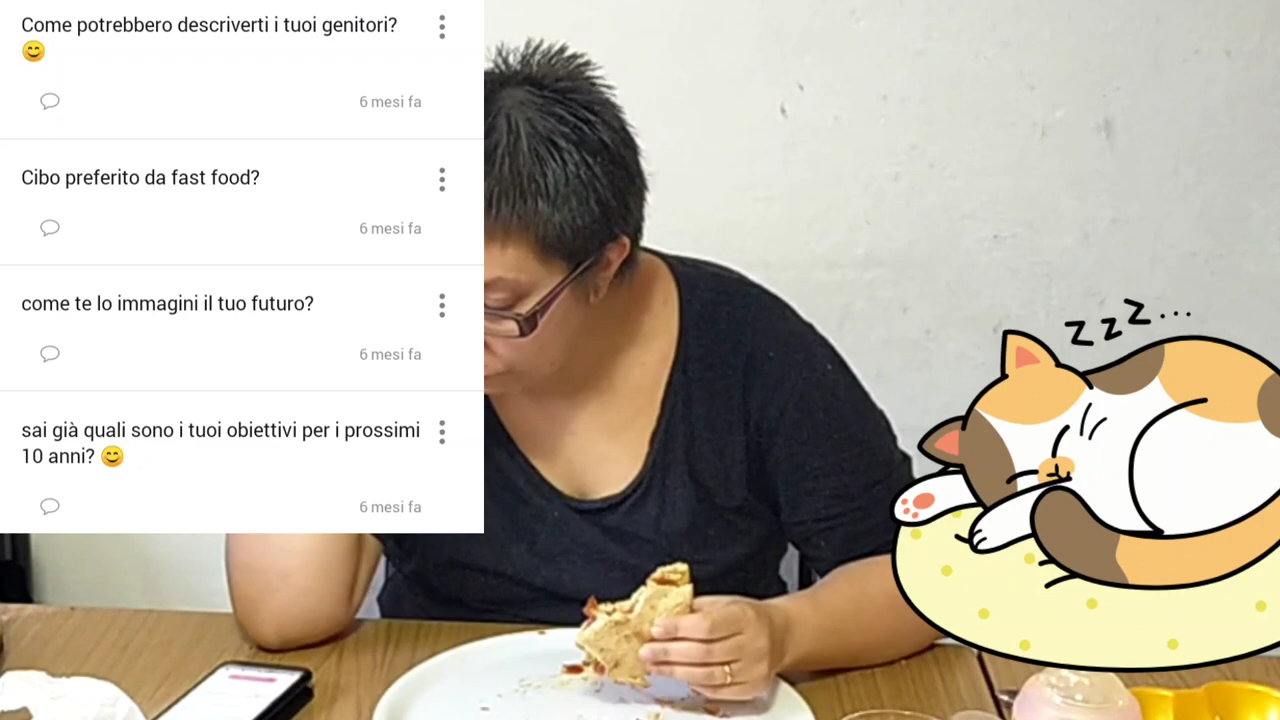 Come potrebbero descriverti i tuoi genitori?
😊
6 mesi fa
Cibo preferito da fast food?
6 mesi fa
come te lo immagini il tuo futuro?
6 mesi fa
sai già quali sono i tuoi obiettivi per i prossimi
10 anni? 😊
6 mesi fa
z z z...